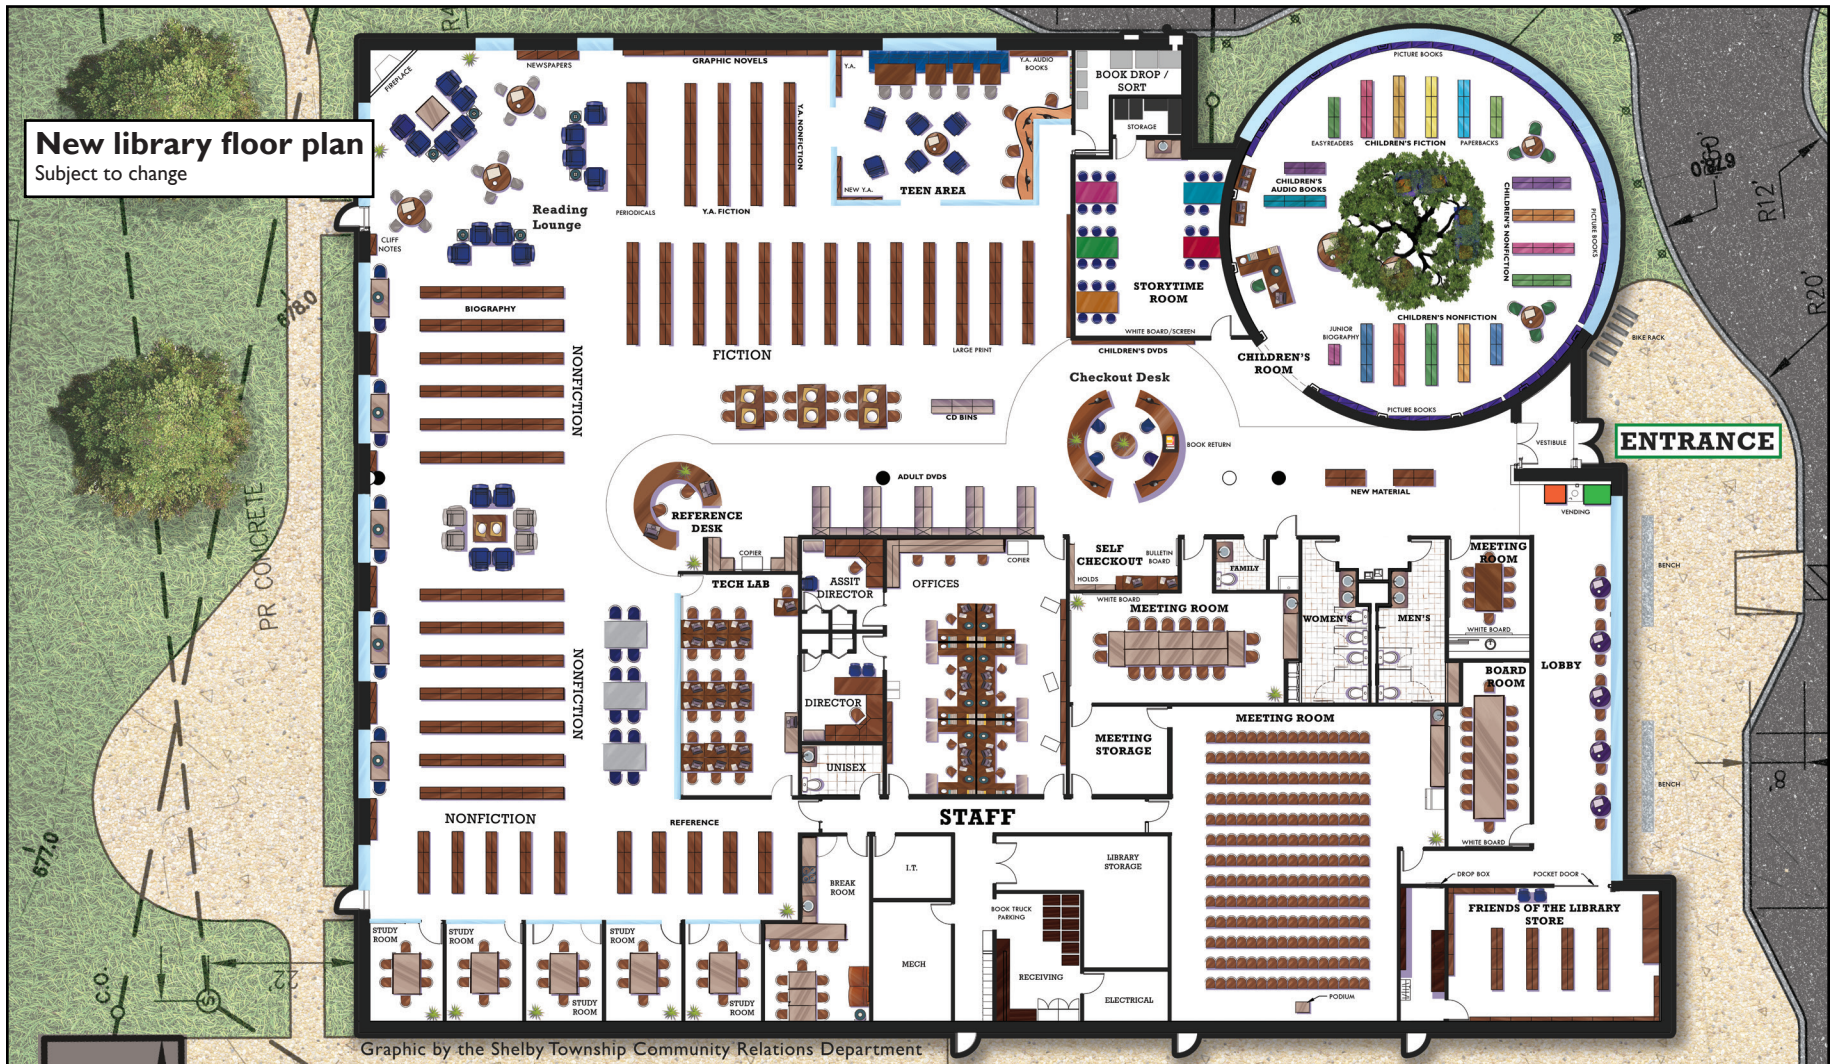 New library floor plan
Subject to change
FIREPLACE
NEWSPAPERS
GRAPHIC NOVELS
Y.A.
Y.A. AUDIO
BOOKS
BOOK DROP /
SORT
STORAGE
PICTURE BOOKS
EASYREADERS
CHILDREN'S FICTION
PAPERBACKS
CHILDREN'S
AUDIO BOOKS
CHILDREN'S NONFICTION
PICTURE BOOKS
Y.A. NONFICTION
NEW Y.A.
TEEN AREA
PERIODICALS
Y.A. FICTION
Reading
Lounge
CLIFF
NOTES
678.0
R12
R20'
BIOGRAPHY
NONFICTION
FICTION
LARGE PRINT
STORYTIME
ROOM
WHITE BOARD/SCREEN
CHILDREN'S DVDS
CHILDREN'S
ROOM
JUNIOR
BIOGRAPHY
CHILDREN'S NONFICTION
PICTURE BOOKS
BIKE RACK
Checkout Desk
CD BINS
BOOK RETURN
VESTIBULE
ENTRANCE
ADULT DVDS
NEW MATERIAL
VENDING
REFERENCE
DESK
COPIER
TECH LAB
ASSIT
DIRECTOR
OFFICES
COPIER
SELF
CHECKOUT
BULLETIN
BOARD
HOLDS
FAMILY
MEETING
ROOM
BENCH
WHITE BOARD
MEETING ROOM
WOMEN'S
MEN'S
WHITE BOARD
PR CONCRETE
NONFICTION
DIRECTOR
UNISEX
MEETING
STORAGE
MEETING ROOM
BOARD
ROOM
LOBBY
BENCH
8'
WHITE BOARD
NONFICTION
REFERENCE
STAFF
677.0
BREAK
ROOM
I.T.
LIBRARY
STORAGE
DROP BOX
POCKET DOOR
FRIENDS OF THE LIBRARY
STORE
BOOK TRUCK
PARKING
MECH
RECEIVING
ELECTRICAL
PODIUM
STUDY
ROOM
STUDY
ROOM
STUDY
ROOM
STUDY
ROOM
STUDY
ROOM
C.O.
S
22'
Graphic by the Shelby Township Community Relations Department